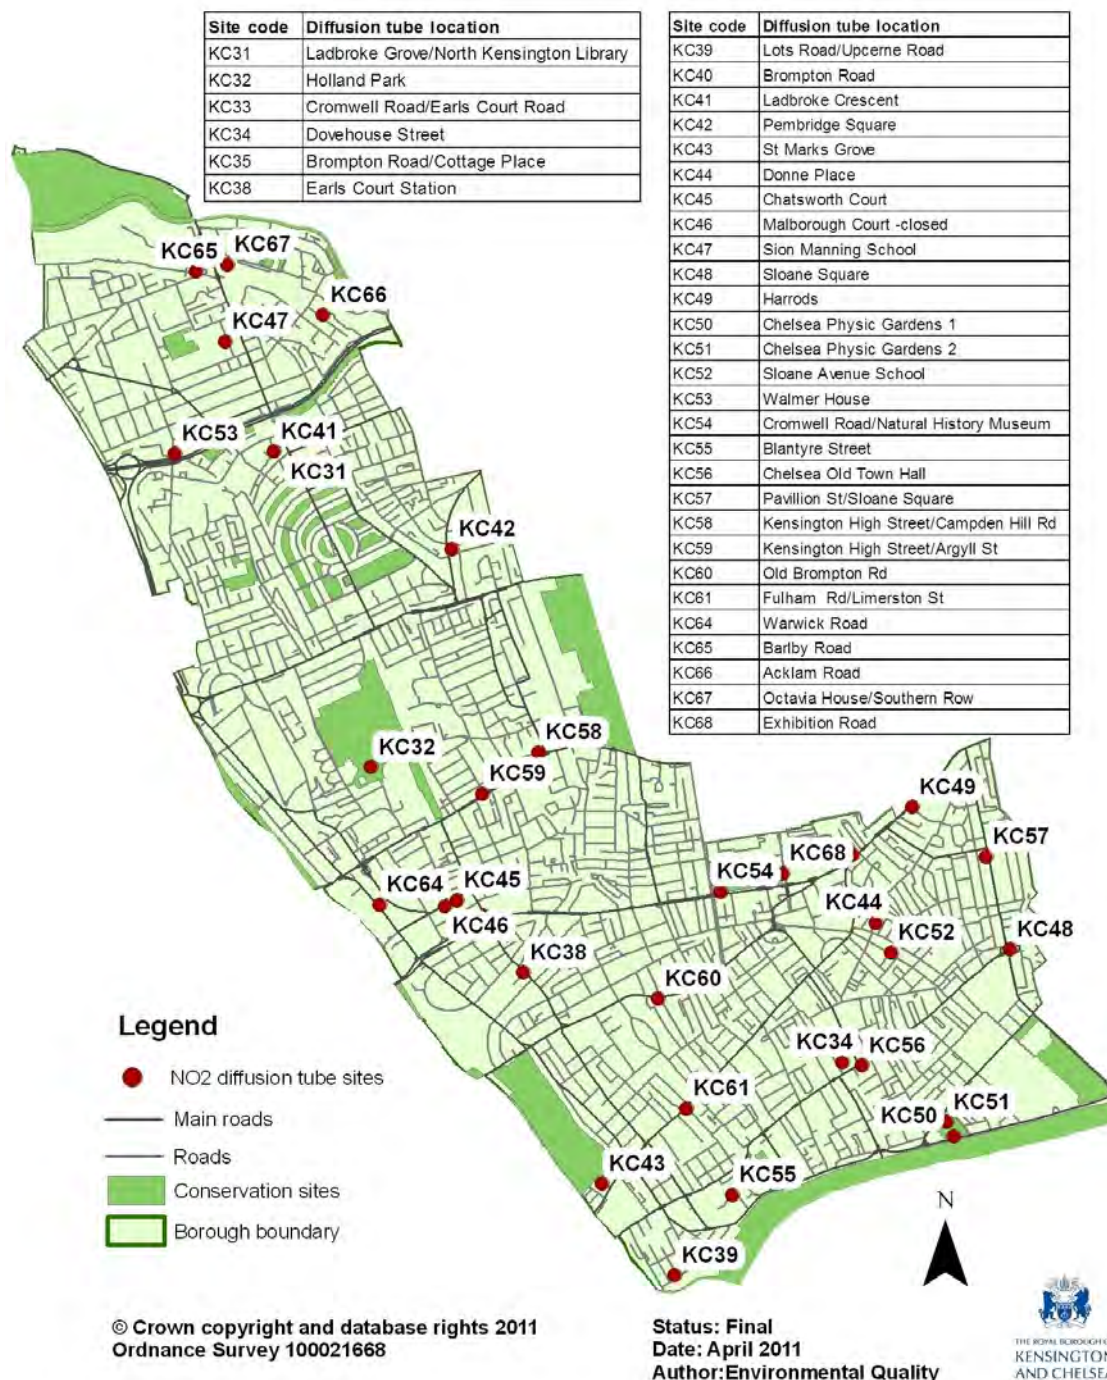 Site code Diffusion tube location
KC31 Ladbroke Grove/North Kensington Library
KC32 Holland Park
KC33 Cromwell Road/Earls Court Road
KC34 Dovehouse Street
KC35 Brompton Road/Cottage Place
KC38 Earls Court Station
Site code Diffusion tube location
KC39 Lots Road/Upcerne Road
KC40 Brompton Road
KC41 Ladbroke Crescent
KC42 Pembridge Square
KC43 St Marks Grove
KC44 Donne Place
KC45 Chatsworth Court
KC46 Malborough Court -closed
KC47 Sion Manning School
KC48 Sloane Square
KC49 Harrods
KC50 Chelsea Physic Gardens 1
KC51 Chelsea Physic Gardens 2
KC52 Sloane Avenue School
KC53 Walmer House
KC54 Cromwell Road/Natural History Museum
KC55 Blantyre Street
KC56 Chelsea Old Town Hall
KC57 Pavillion St/Sloane Square
KC58 Kensington High Street/Campden Hill Rd
KC59 Kensington High Street/Argyll St
KC60 Old Brompton Rd
KC61 Fulham Rd/Limerston St
KC64 Warwick Road
KC65 Barlby Road
KC66 Acklam Road
KC67 Octavia House/Southern Row
KC68 Exhibition Road
KC67
KC65
KC66
KC47
KC53
KC41
KC31
KC42
KC32
KC58
KC59
KC49
KC57
KC68
KC54
KC64
KC45
KC46
KC44
KC52
KC48
KC38
KC60
KC34
KC56
KC61
KC51
KC50
KC43
KC55
KC39
Legend
NO2 diffusion tube sites
Main roads
Roads
Conservation sites
Borough boundary
N
© Crown copyright and database rights 2011
Ordnance Survey 100021668
Status: Final
Date: April 2011
Author:Environmental Quality
THE ROYAL BOROUGH OF
KENSINGTON
AND CHELSEA